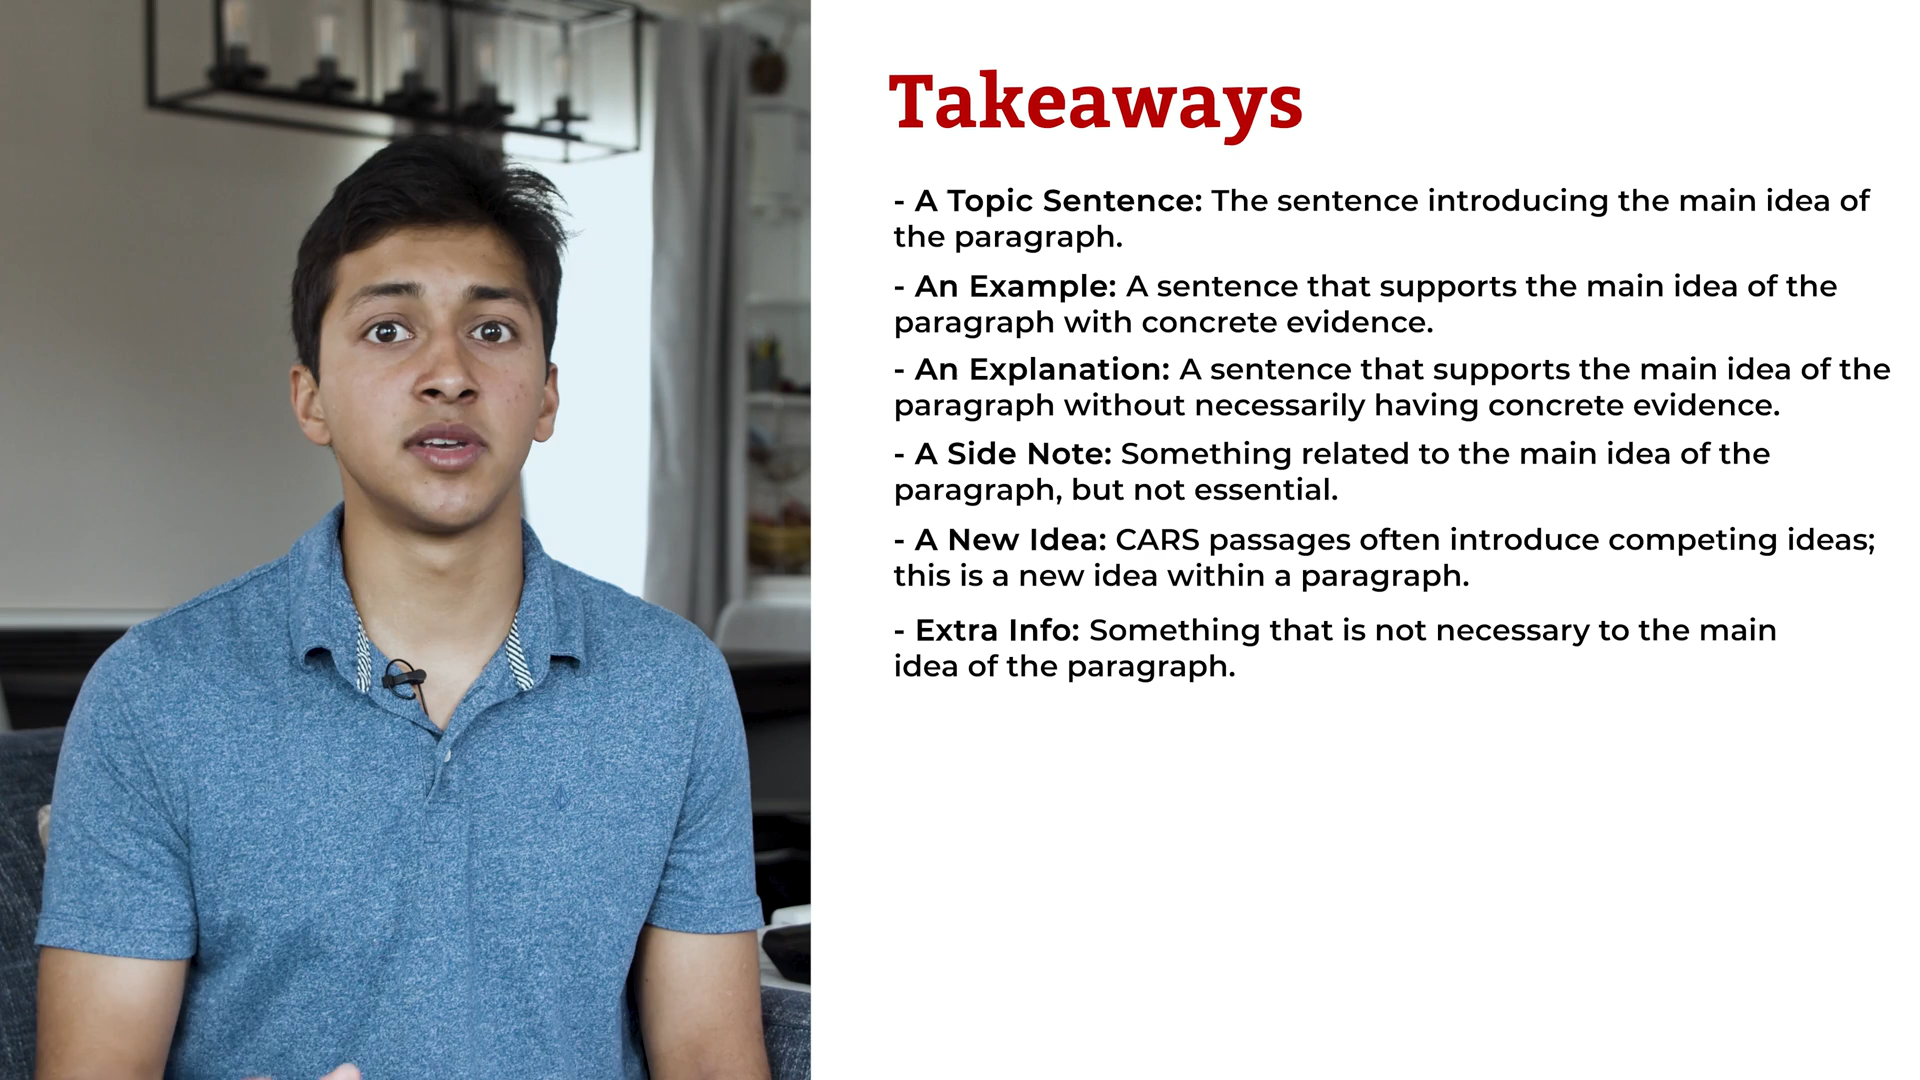 Takeaways
- A Topic Sentence: The sentence introducing the main idea of
the paragraph.
- An Example: A sentence that supports the main idea of the
paragraph with concrete evidence.
- An Explanation: A sentence that supports the main idea of the
paragraph without necessarily having concrete evidence.
- A Side Note: Something related to the main idea of the
paragraph, but not essential.
- A New Idea: CARS passages often introduce competing ideas;
this is a new idea within a paragraph.
- Extra Info: Something that is not necessary to the main
idea of the paragraph.